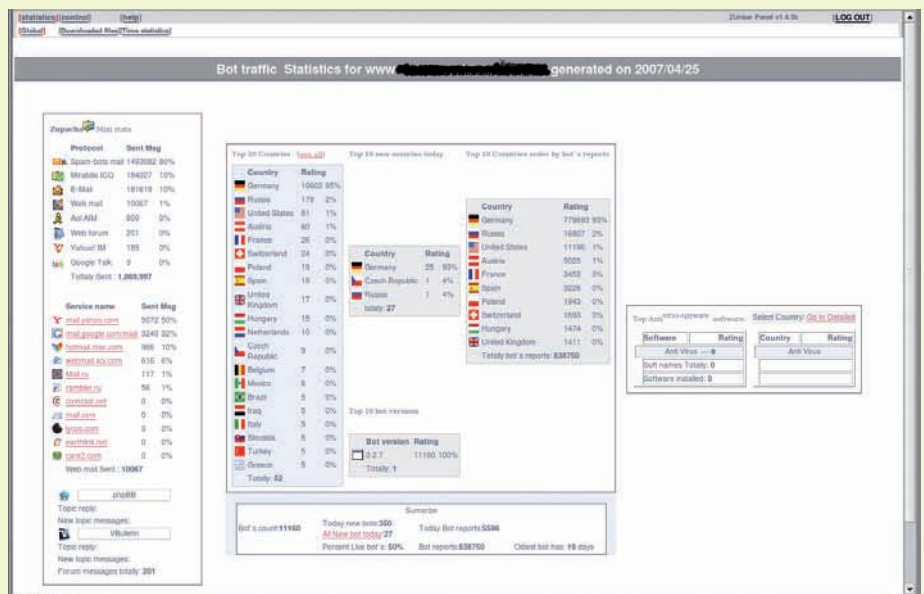 [statistics] [control] [help]
ZUnker Panel v1.4.5b
[LOG OUT]
[Global] [Downloaded files] [Time statistics]
Bot traffic Statistics for www generated on 2007/04/25
Zupacha Mini stats
Protocol Sent Msg
Spam-bots mail 1493082 80%
Mirabilis ICQ 184027 10%
E-Mail 181618 10%
Web mail 10067 1%
Aol AIM 809 0%
Web forum 201 0%
Yahoo! IM 189 0%
Google Talk 0%
Totaly Sent :
Service name Sent Msg
mail.yahoo.com 5072 50%
mail.google.com mail 3240 32%
hotmail.msn.com 966 10%
webmail.aol.com 616 6%
Mail.ru 117 1%
rambler.ru 56 1%
comcast.net 0 0%
mail.com 0 0%
lycos.com 0 0%
earthlink.net 0 0%
care2.com 0 0%
Web mail Sent : 10067
phpBB
Topic reply:
New topic messages:
VBulletin
Topic reply:
New topic messages:
Forum messages totaly: 201
Top 20 Countries (see all)
Country Rating
Germany 10602 95%
Russia 179 2%
United States 81 1%
Austria 60 1%
France 26 0%
Switzerland 24 0%
Poland 19 0%
Spain 19 0%
United Kingdom 17 0%
Hungary 15 0%
Netherlands 10 0%
Czech Republic 9 0%
Belgium 7 0%
Mexico 6 0%
Brazil 5 0%
Iraq 5 0%
Italy 5 0%
Slovakia 5 0%
Turkey 5 0%
Greece 5 0%
Totaly: 52
Top 10 new countries today
Country Rating
Germany 25 93%
Czech Republic 1 4%
Russia 1 4%
totaly: 27
Top 10 bot versions
Bot version Rating
0.2.7 11160 100%
Totaly: 1
Top 10 Countries order by bot's reports
Country Rating
Germany 779693 93%
Russia 16807 2%
United States 11196 1%
Austria 5025 1%
France 3452 0%
Spain 3226 0%
Poland 1943 0%
Switzerland 1693 0%
Hungary 1474 0%
United Kingdom 1411 0%
Totaly bot's reports: 838750
Top Anti virus-spyware software.
Software Rating
Anti Virus --- 0
Soft names Totaly: 0
Software installed: 0
Select Country: Go to Detailed
Country Rating
Anti Virus
Sumarize
Bot's count:11160
Today new bots:350
All New bot today:27
Percent Live bot's: 50%
Today Bot reports:5596
Bot reports:838750
Oldest bot has: 19 days